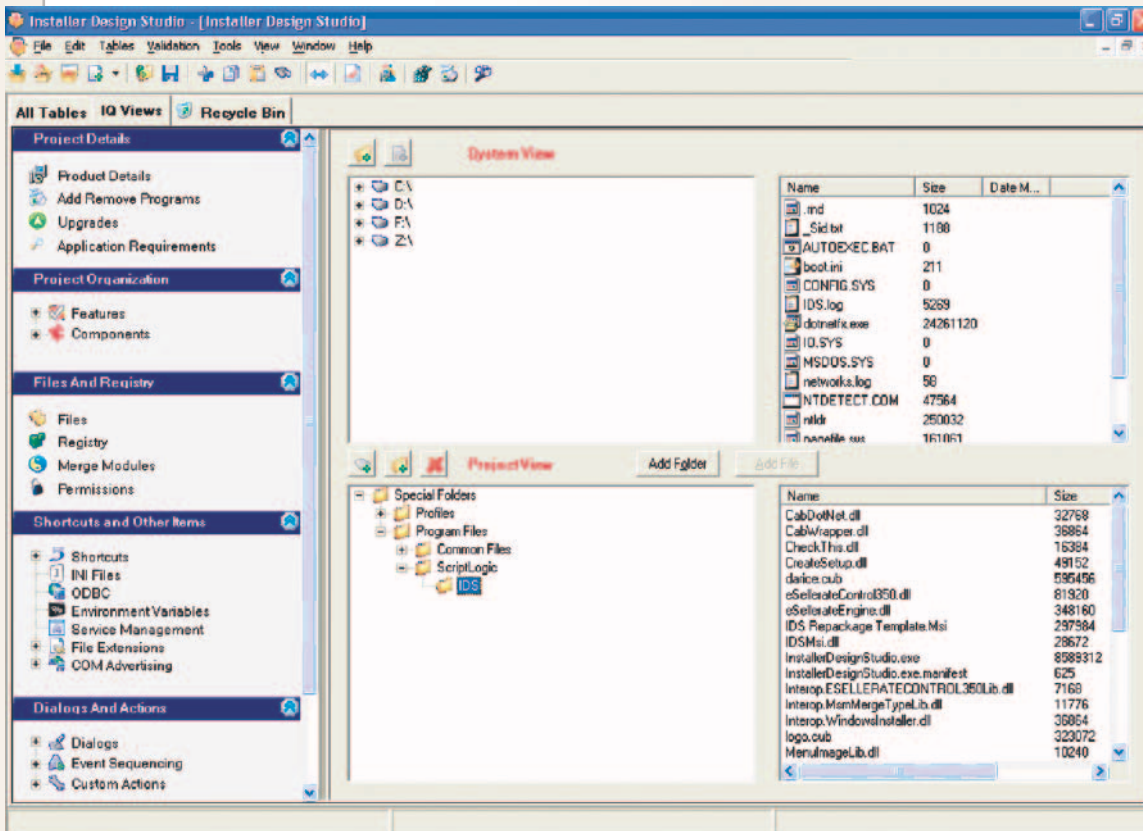 Installer Design Studio - [Installer Design Studio]
File Edit Tables Validation Tools View Window Help
All Tables IQ Views Recycle Bin
Project Details
Product Details
Add Remove Programs
Upgrades
Application Requirements
Project Organization
Features
Components
Files And Registry
Files
Registry
Merge Modules
Permissions
Shortcuts and Other Items
Shortcuts
INI Files
ODBC
Environment Variables
Service Management
File Extensions
COM Advertising
Dialogs And Actions
Dialogs
Event Sequencing
Custom Actions
System View
C:\
D:\
F:\
Z:\
Name Size Date M...
.rnd 1024
_Sid.txt 1188
AUTOEXEC.BAT 0
boot.ini 211
CONFIG.SYS 0
IDS.log 5269
dotnetfx.exe 24261120
IO.SYS 0
MSDOS.SYS 0
networks.log 58
NTDETECT.COM 47564
ntldr 250032
pagefile.sys 161061
Project View Add Folder Add File
Special Folders
Profiles
Program Files
Common Files
ScriptLogic
IDS
Name Size
CabDotNet.dll 32768
CabWrapper.dll 36864
CheckThis.dll 16384
CreateSetup.dll 49152
darice.cub 595456
eSellerateControl350.dll 81920
eSellerateEngine.dll 348160
IDS Repackage Template.Msi 297984
IDSMsi.dll 28672
InstallerDesignStudio.exe 8589312
InstallerDesignStudio.exe.manifest 625
Interop.ESELLERATECONTROL350Lib.dll 7168
Interop.MsmMergeTypeLib.dll 11776
Interop.WindowsInstaller.dll 36864
logo.cub 323072
MenuImageLib.dll 10240